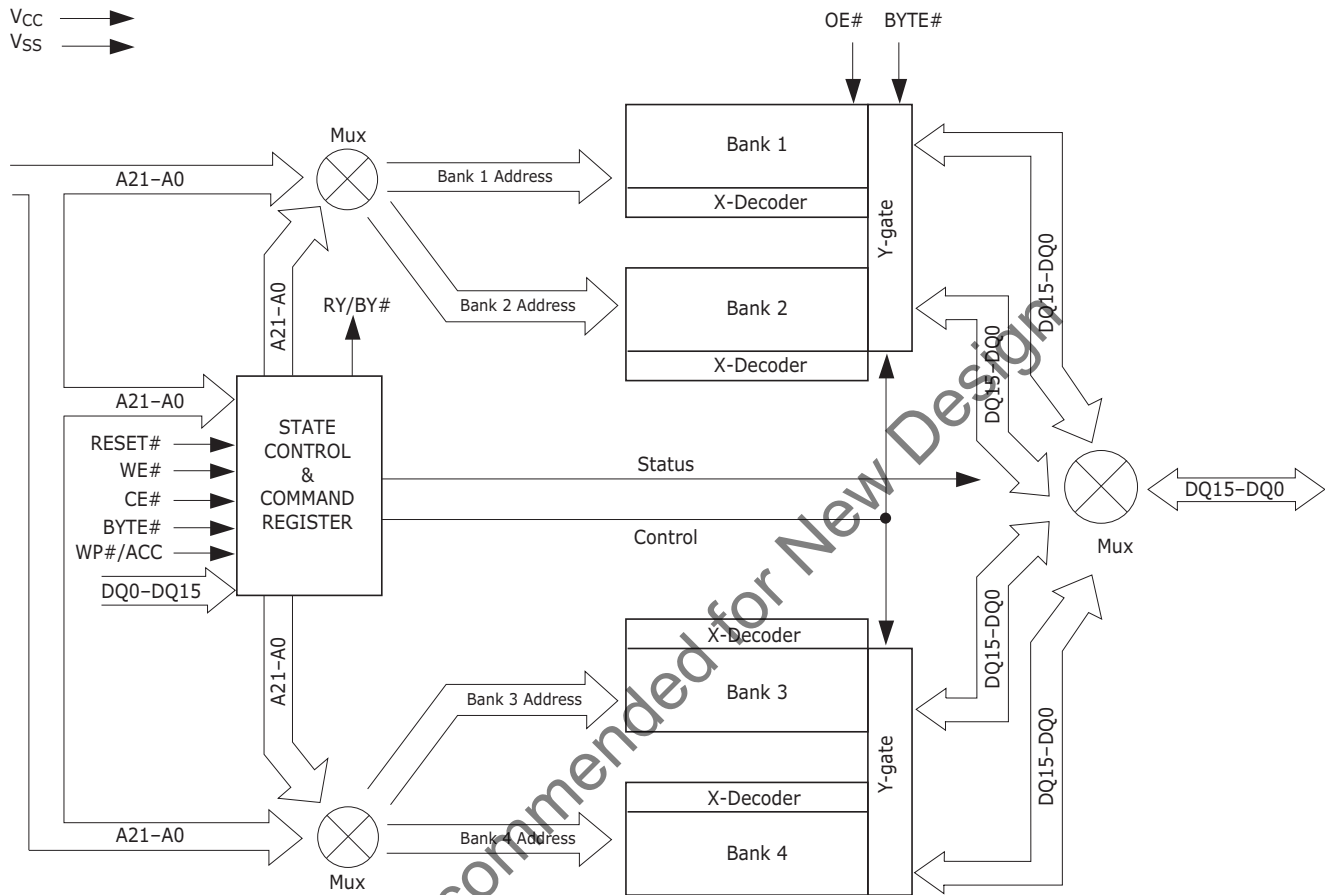 VCC
VSS
OE# BYTE#
Mux
A21–A0
Bank 1 Address
Bank 1
X-Decoder
Y-gate
DQ15–DQ0
A21–A0
RY/BY#
Bank 2 Address
Bank 2
X-Decoder
DQ15–DQ0
A21–A0
RESET#
WE#
CE#
BYTE#
WP#/ACC
DQ0–DQ15
STATE
CONTROL
&
COMMAND
REGISTER
Status
Control
DQ15–DQ0
Mux
A21–A0
X-Decoder
Bank 3 Address
Bank 3
Y-gate
DQ15–DQ0
DQ15–DQ0
X-Decoder
A21–A0
Bank 4 Address
Bank 4
Mux
commended for New Design